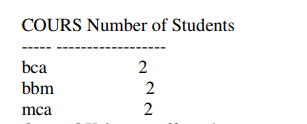 COURS Number of Students
----- ------------------
bca 2
bbm 2
mca 2